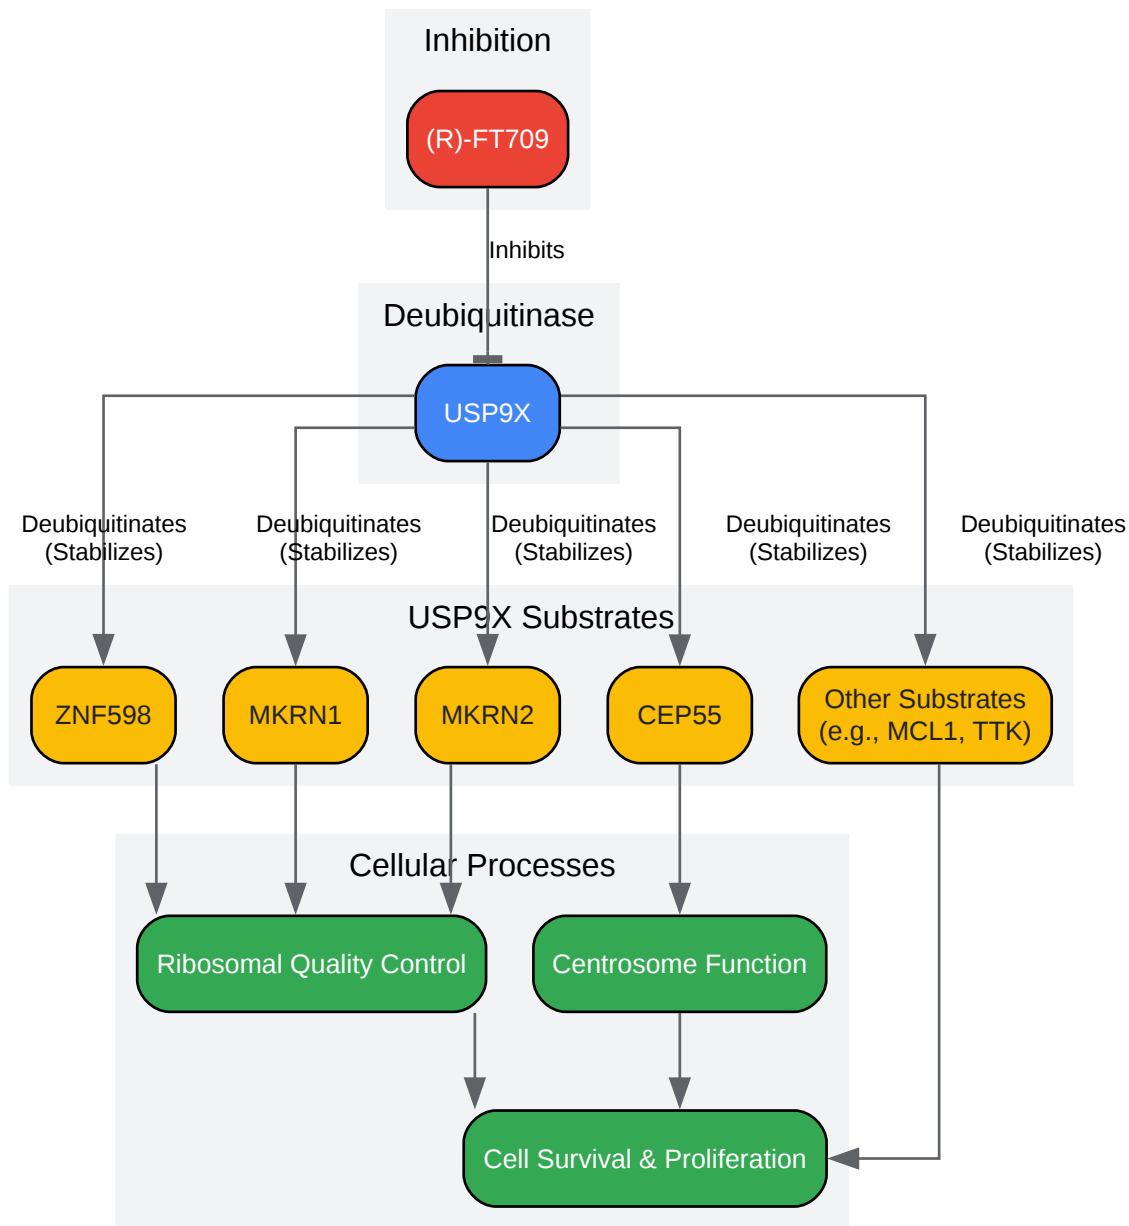 Inhibition
(R)-FT709
Inhibits
Deubiquitinase
USP9X
Deubiquitinates
(Stabilizes)
Deubiquitinates
(Stabilizes)
Deubiquitinates
(Stabilizes)
Deubiquitinates
(Stabilizes)
Deubiquitinates
(Stabilizes)
USP9X Substrates
ZNF598
MKRN1
MKRN2
CEP55
Other Substrates
(e.g., MCL1, TTK)
Cellular Processes
Ribosomal Quality Control
Centrosome Function
Cell Survival & Proliferation